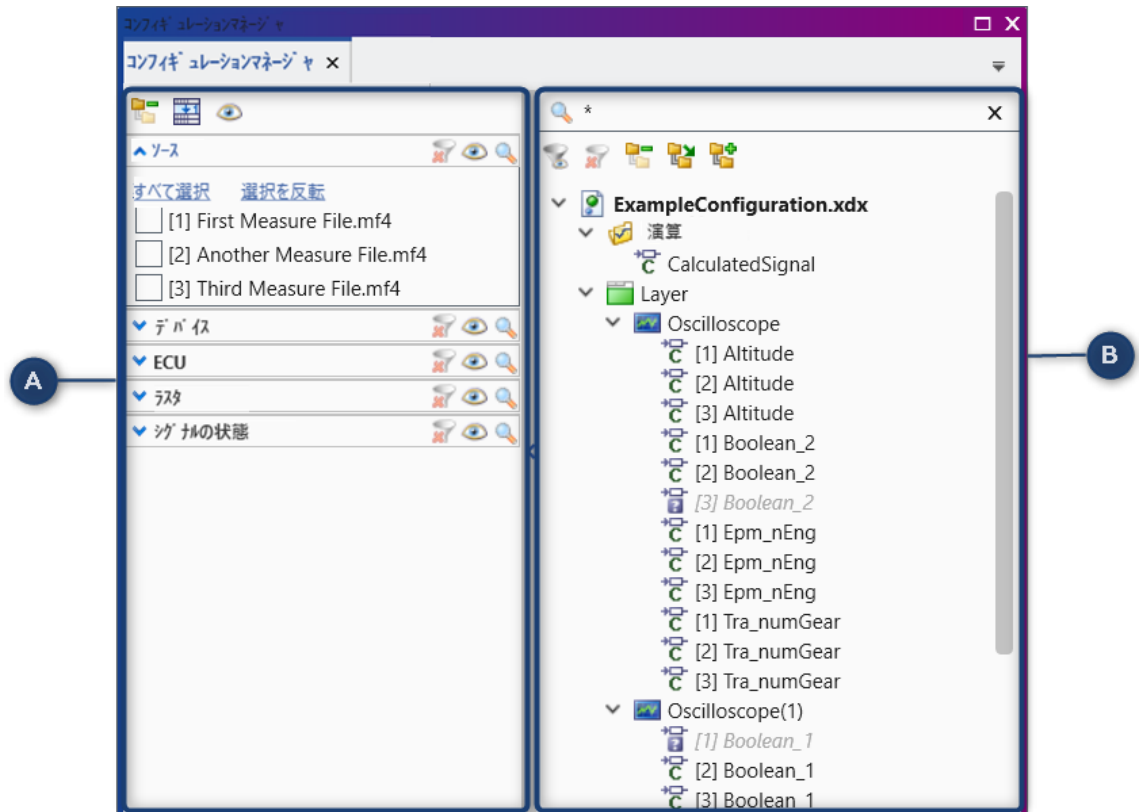 コンフィギュレーションマネージャ
コンフィギュレーションマネージャ
ソース
すべて選択 選択を反転
[1] First Measure File.mf4
[2] Another Measure File.mf4
[3] Third Measure File.mf4
デバイス
ECU
ラスタ
シグナルの状態
A
*
ExampleConfiguration.xdx
演算
CalculatedSignal
Layer
Oscilloscope
[1] Altitude
[2] Altitude
[3] Altitude
[1] Boolean_2
[2] Boolean_2
[3] Boolean_2
[1] Epm_nEng
[2] Epm_nEng
[3] Epm_nEng
[1] Tra_numGear
[2] Tra_numGear
[3] Tra_numGear
Oscilloscope(1)
[1] Boolean_1
[2] Boolean_1
[3] Boolean_1
B